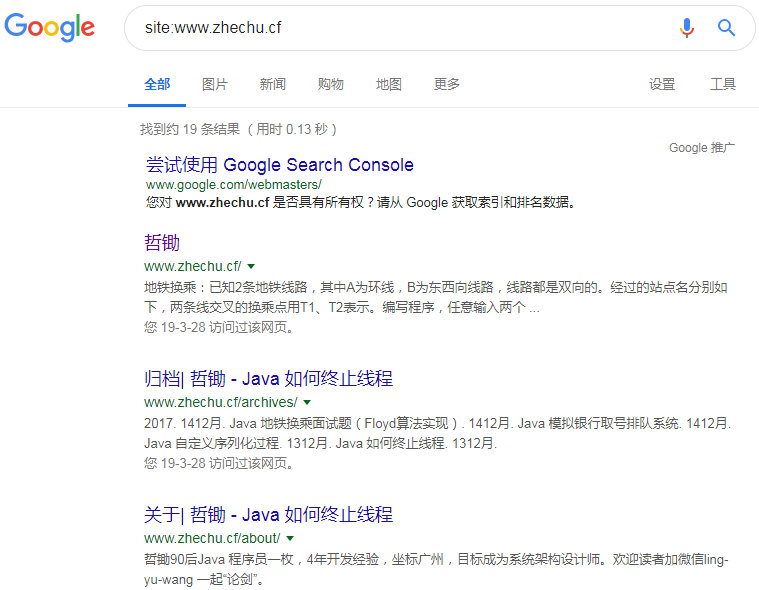 Google
site:www.zhechu.cf
全部 图片 新闻 购物 地图 更多 设置 工具
找到约 19 条结果 （用时 0.13 秒）
Google 推广
尝试使用 Google Search Console
www.google.com/webmasters/
您对 www.zhechu.cf 是否具有所有权？请从 Google 获取索引和排名数据。
哲锄
www.zhechu.cf/
地铁换乘：已知2条地铁线路，其中A为环线，B为东西向线路，线路都是双向的。经过的站点名分别如
下，两条线交叉的换乘点用T1、T2表示。编写程序，任意输入两个 ...
您 19-3-28 访问过该网页。
归档| 哲锄 - Java 如何终止线程
www.zhechu.cf/archives/
2017. 1412月. Java 地铁换乘面试题（Floyd算法实现）. 1412月. Java 模拟银行取号排队系统. 1412月.
Java 自定义序列化过程. 1312月. Java 如何终止线程. 1312月.
您 19-3-28 访问过该网页。
关于| 哲锄 - Java 如何终止线程
www.zhechu.cf/about/
哲锄90后Java 程序员一枚，4年开发经验，坐标广州，目标成为系统架构设计师。欢迎读者加微信ling-
yu-wang 一起“论剑”。